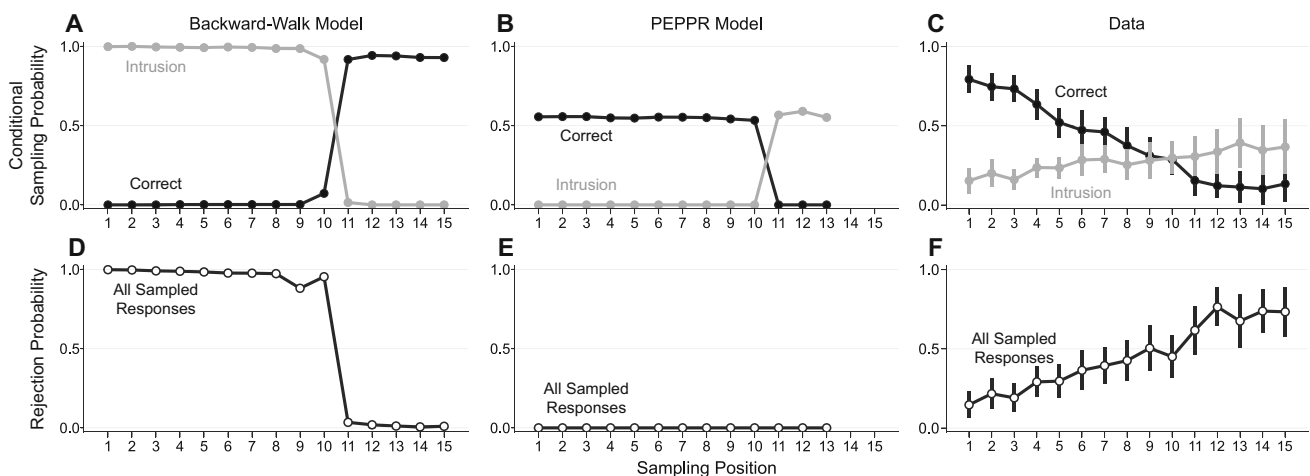 A Backward-Walk Model
B PEPPR Model
C Data
Conditional
Sampling Probability
1.0
0.5
0.0
Intrusion
Correct
1 2 3 4 5 6 7 8 9 10 11 12 13 14 15
1.0
0.5
0.0
Correct
Intrusion
1 2 3 4 5 6 7 8 9 10 11 12 13 14 15
1.0
0.5
0.0
Correct
Intrusion
1 2 3 4 5 6 7 8 9 10 11 12 13 14 15
D
Rejection Probability
1.0
0.5
0.0
All Sampled
Responses
1 2 3 4 5 6 7 8 9 10 11 12 13 14 15
E
1.0
0.5
0.0
All Sampled
Responses
1 2 3 4 5 6 7 8 9 10 11 12 13 14 15
Sampling Position
F
1.0
0.5
0.0
All Sampled
Responses
1 2 3 4 5 6 7 8 9 10 11 12 13 14 15